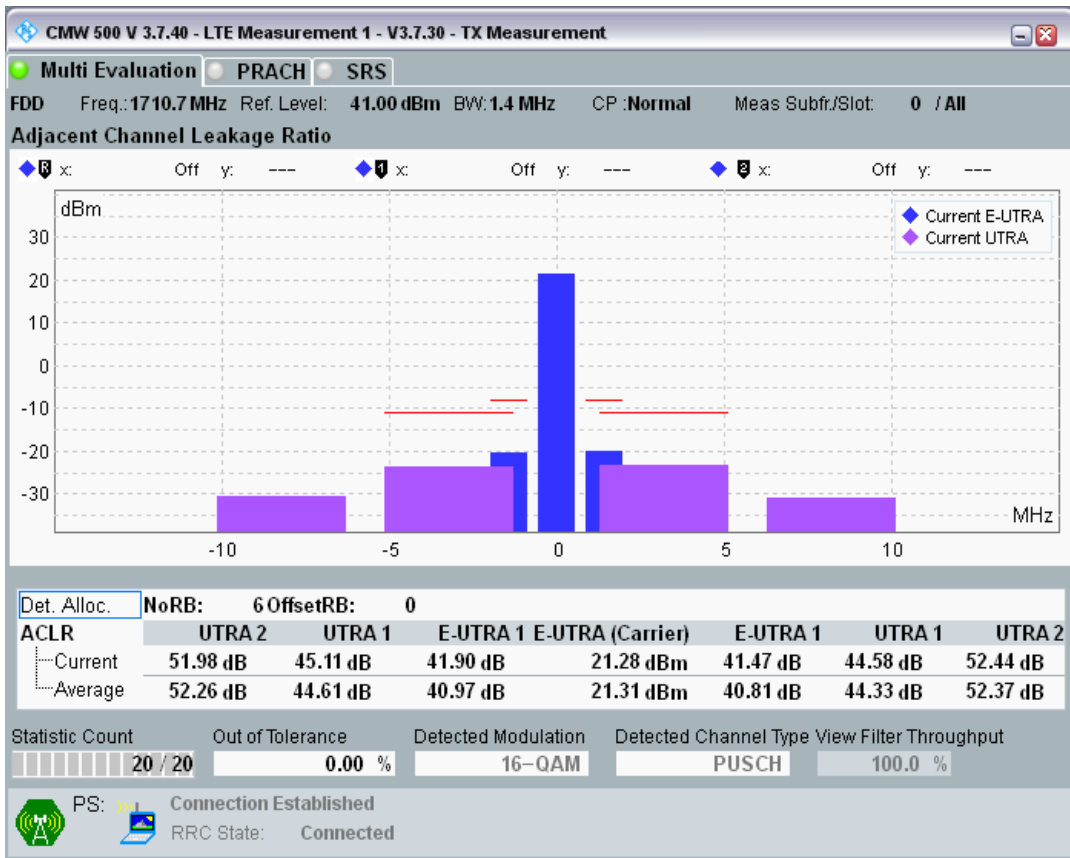 CMW 500 V 3.7.40 - LTE Measurement 1 - V3.7.30 - TX Measurement
Multi Evaluation PRACH SRS
FDD Freq.: 1710.7 MHz Ref. Level: 41.00 dBm BW: 1.4 MHz CP : Normal Meas Subfr./Slot: 0 / All
Adjacent Channel Leakage Ratio
R x: Off y: --- 1 x: Off y: --- 2 x: Off y: ---
dBm
Current E-UTRA
Current UTRA
30
20
10
0
-10
-20
-30
MHz
-10 -5 0 5 10
Det. Alloc. NoRB: 6 OffsetRB: 0
ACLR UTRA 2 UTRA 1 E-UTRA 1 E-UTRA (Carrier) E-UTRA 1 UTRA 1 UTRA 2
Current 51.98 dB 45.11 dB 41.90 dB 21.28 dBm 41.47 dB 44.58 dB 52.44 dB
Average 52.26 dB 44.61 dB 40.97 dB 21.31 dBm 40.81 dB 44.33 dB 52.37 dB
Statistic Count Out of Tolerance Detected Modulation Detected Channel Type View Filter Throughput
20 / 20 0.00 % 16-QAM PUSCH 100.0 %
PS: Connection Established
RRC State: Connected